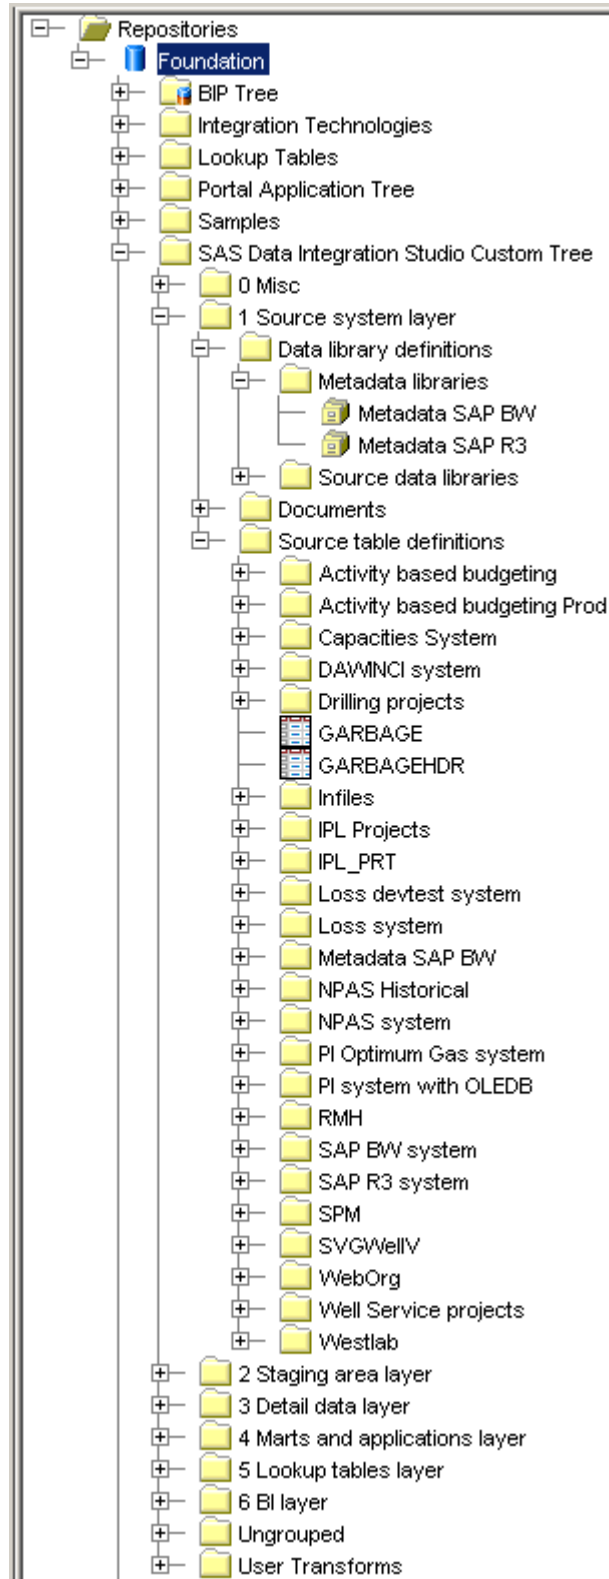 Repositories
Foundation
BIP Tree
Integration Technologies
Lookup Tables
Portal Application Tree
Samples
SAS Data Integration Studio Custom Tree
0 Misc
1 Source system layer
Data library definitions
Metadata libraries
Metadata SAP BW
Metadata SAP R3
Source data libraries
Documents
Source table definitions
Activity based budgeting
Activity based budgeting Prod
Capacities System
DAWINCI system
Drilling projects
GARBAGE
GARBAGEHDR
Infiles
IPL Projects
IPL_PRT
Loss devtest system
Loss system
Metadata SAP BW
NPAS Historical
NPAS system
PI Optimum Gas system
PI system with OLEDB
RMH
SAP BW system
SAP R3 system
SPM
SVGWellV
WebOrg
Well Service projects
Westlab
2 Staging area layer
3 Detail data layer
4 Marts and applications layer
5 Lookup tables layer
6 BI layer
Ungrouped
User Transforms